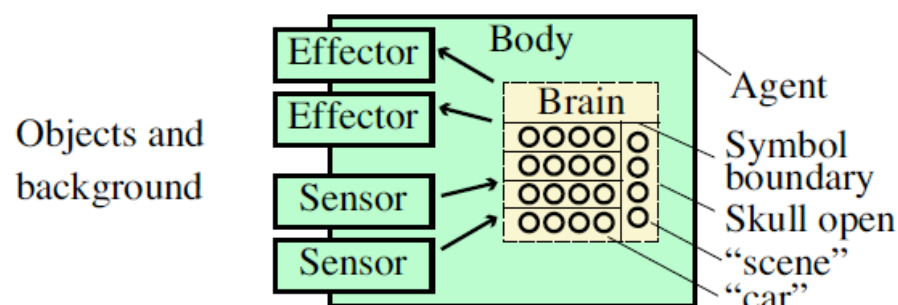 Body
Effector
Effector
Brain
Agent
Objects and
background
Symbol
boundary
Sensor
Skull open
Sensor
“scene”
“car”